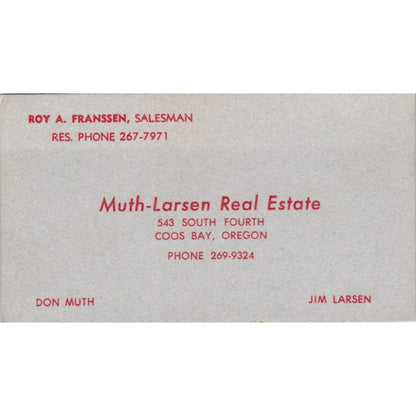 ROY A. FRANSSEN, SALESMAN
RES. PHONE 267-7971
Muth-Larsen Real Estate
543 SOUTH FOURTH
COOS BAY, OREGON
PHONE 269-9324
DON MUTH
JIM LARSEN